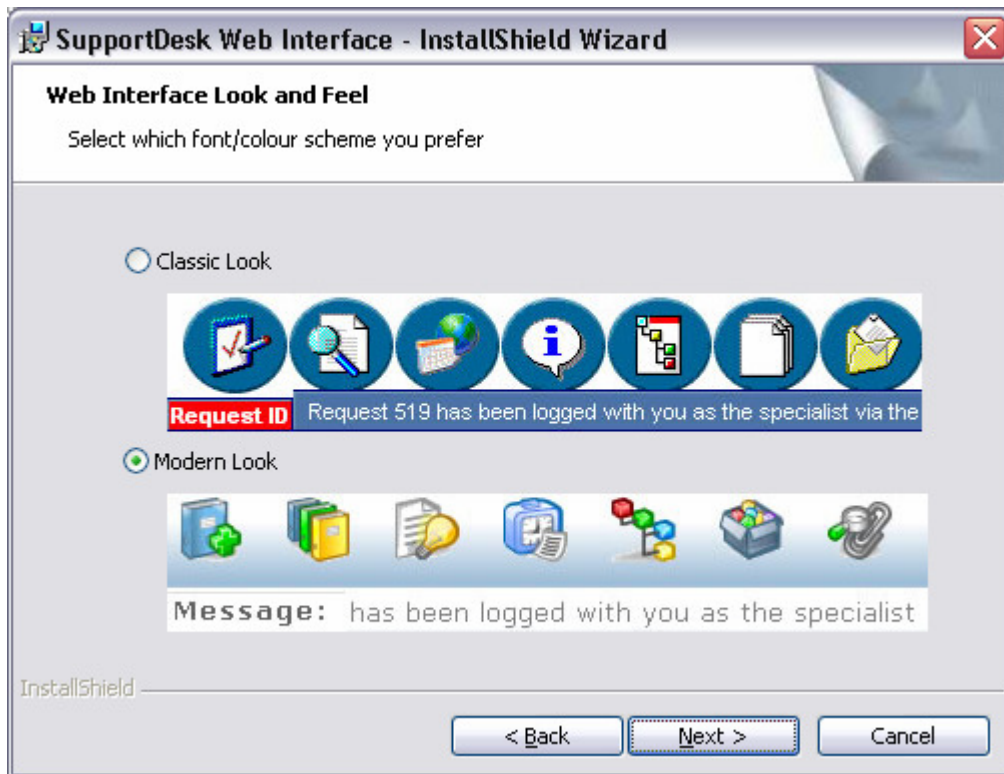 SupportDesk Web Interface - InstallShield Wizard
Web Interface Look and Feel
Select which font/colour scheme you prefer
Classic Look
Request ID Request 519 has been logged with you as the specialist via the
Modern Look
Message: has been logged with you as the specialist
InstallShield
< Back Next > Cancel